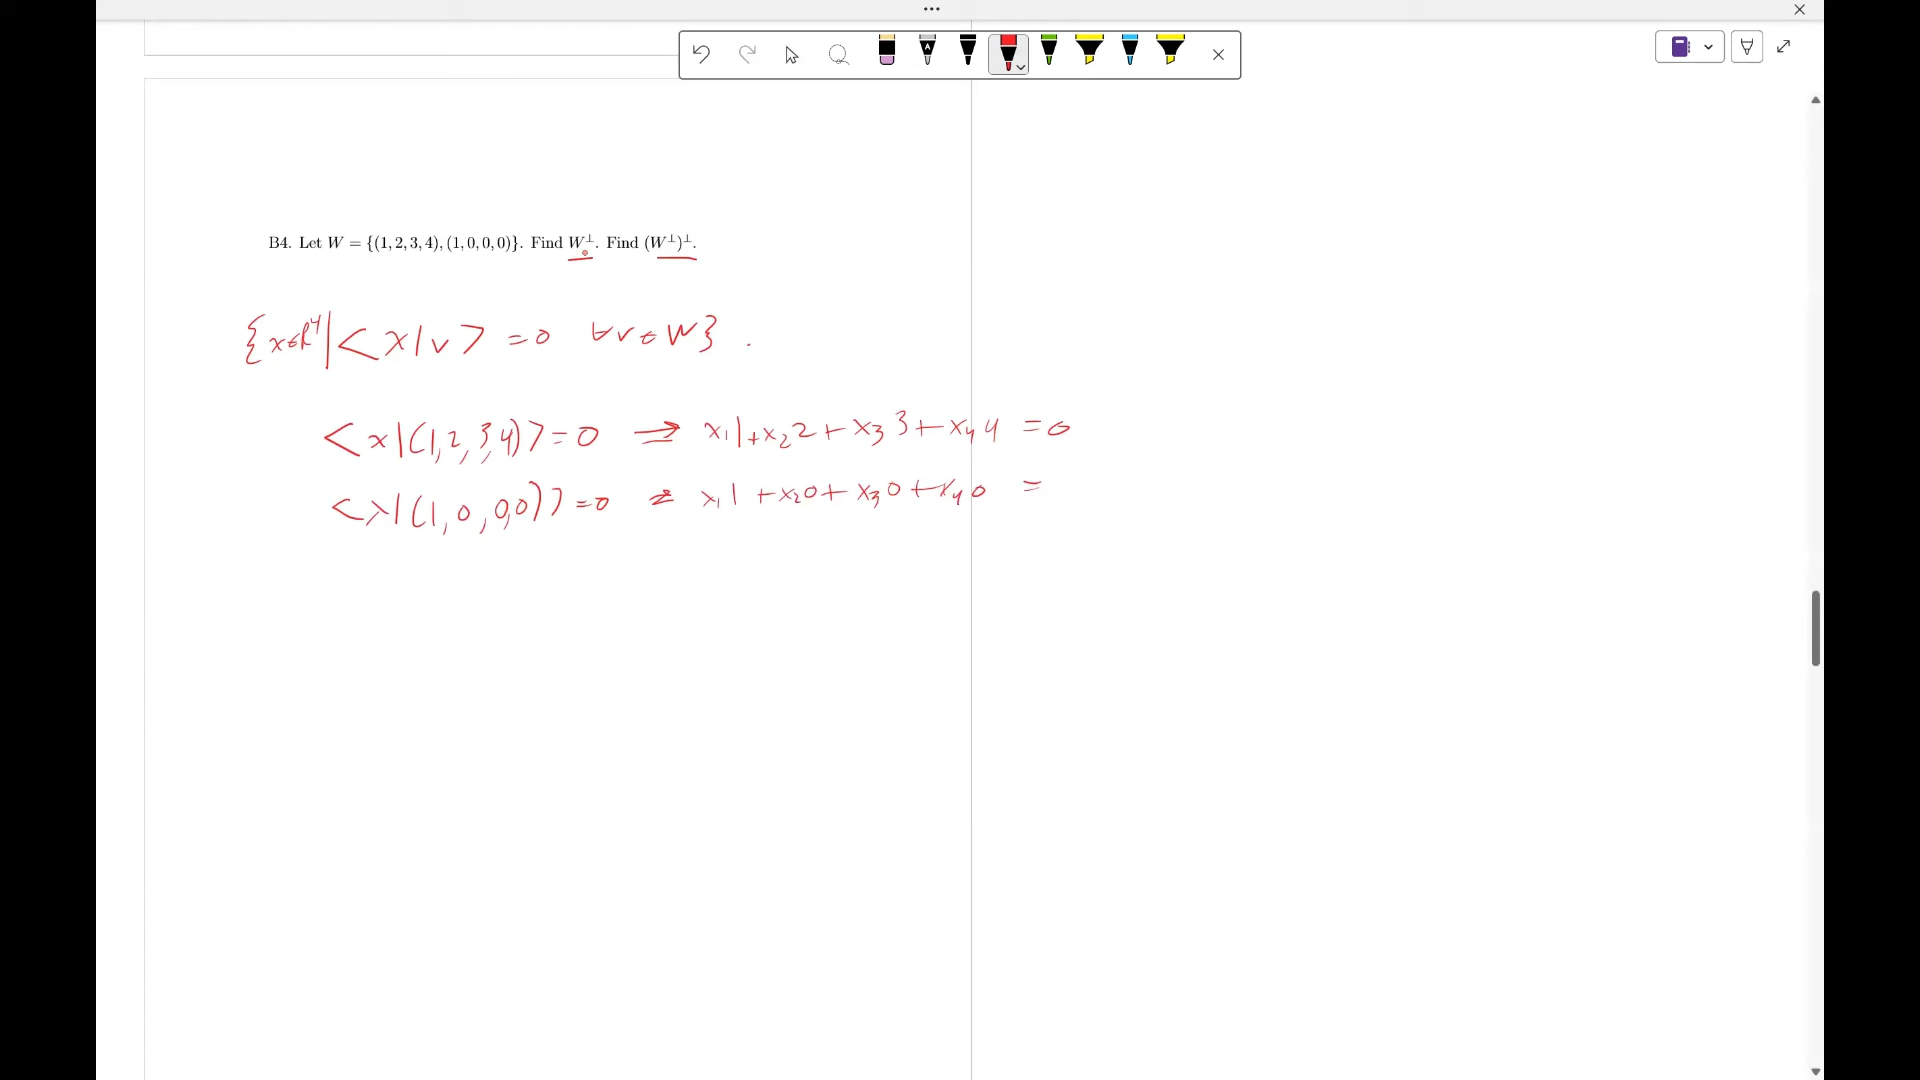 B4. Let W = {(1, 2, 3, 4), (1, 0, 0, 0)}. Find W⊥. Find (W⊥)⊥.
{x∈R⁴|<x|v> =0 ∀v∈W}.
<x|(1,2,3,4)>=0 ⇒ x₁1+x₂2+x₃3+x₄4 =0
<x|(1,0,0,0)>=0 = x₁1+x₂0+x₃0+x₄0 =